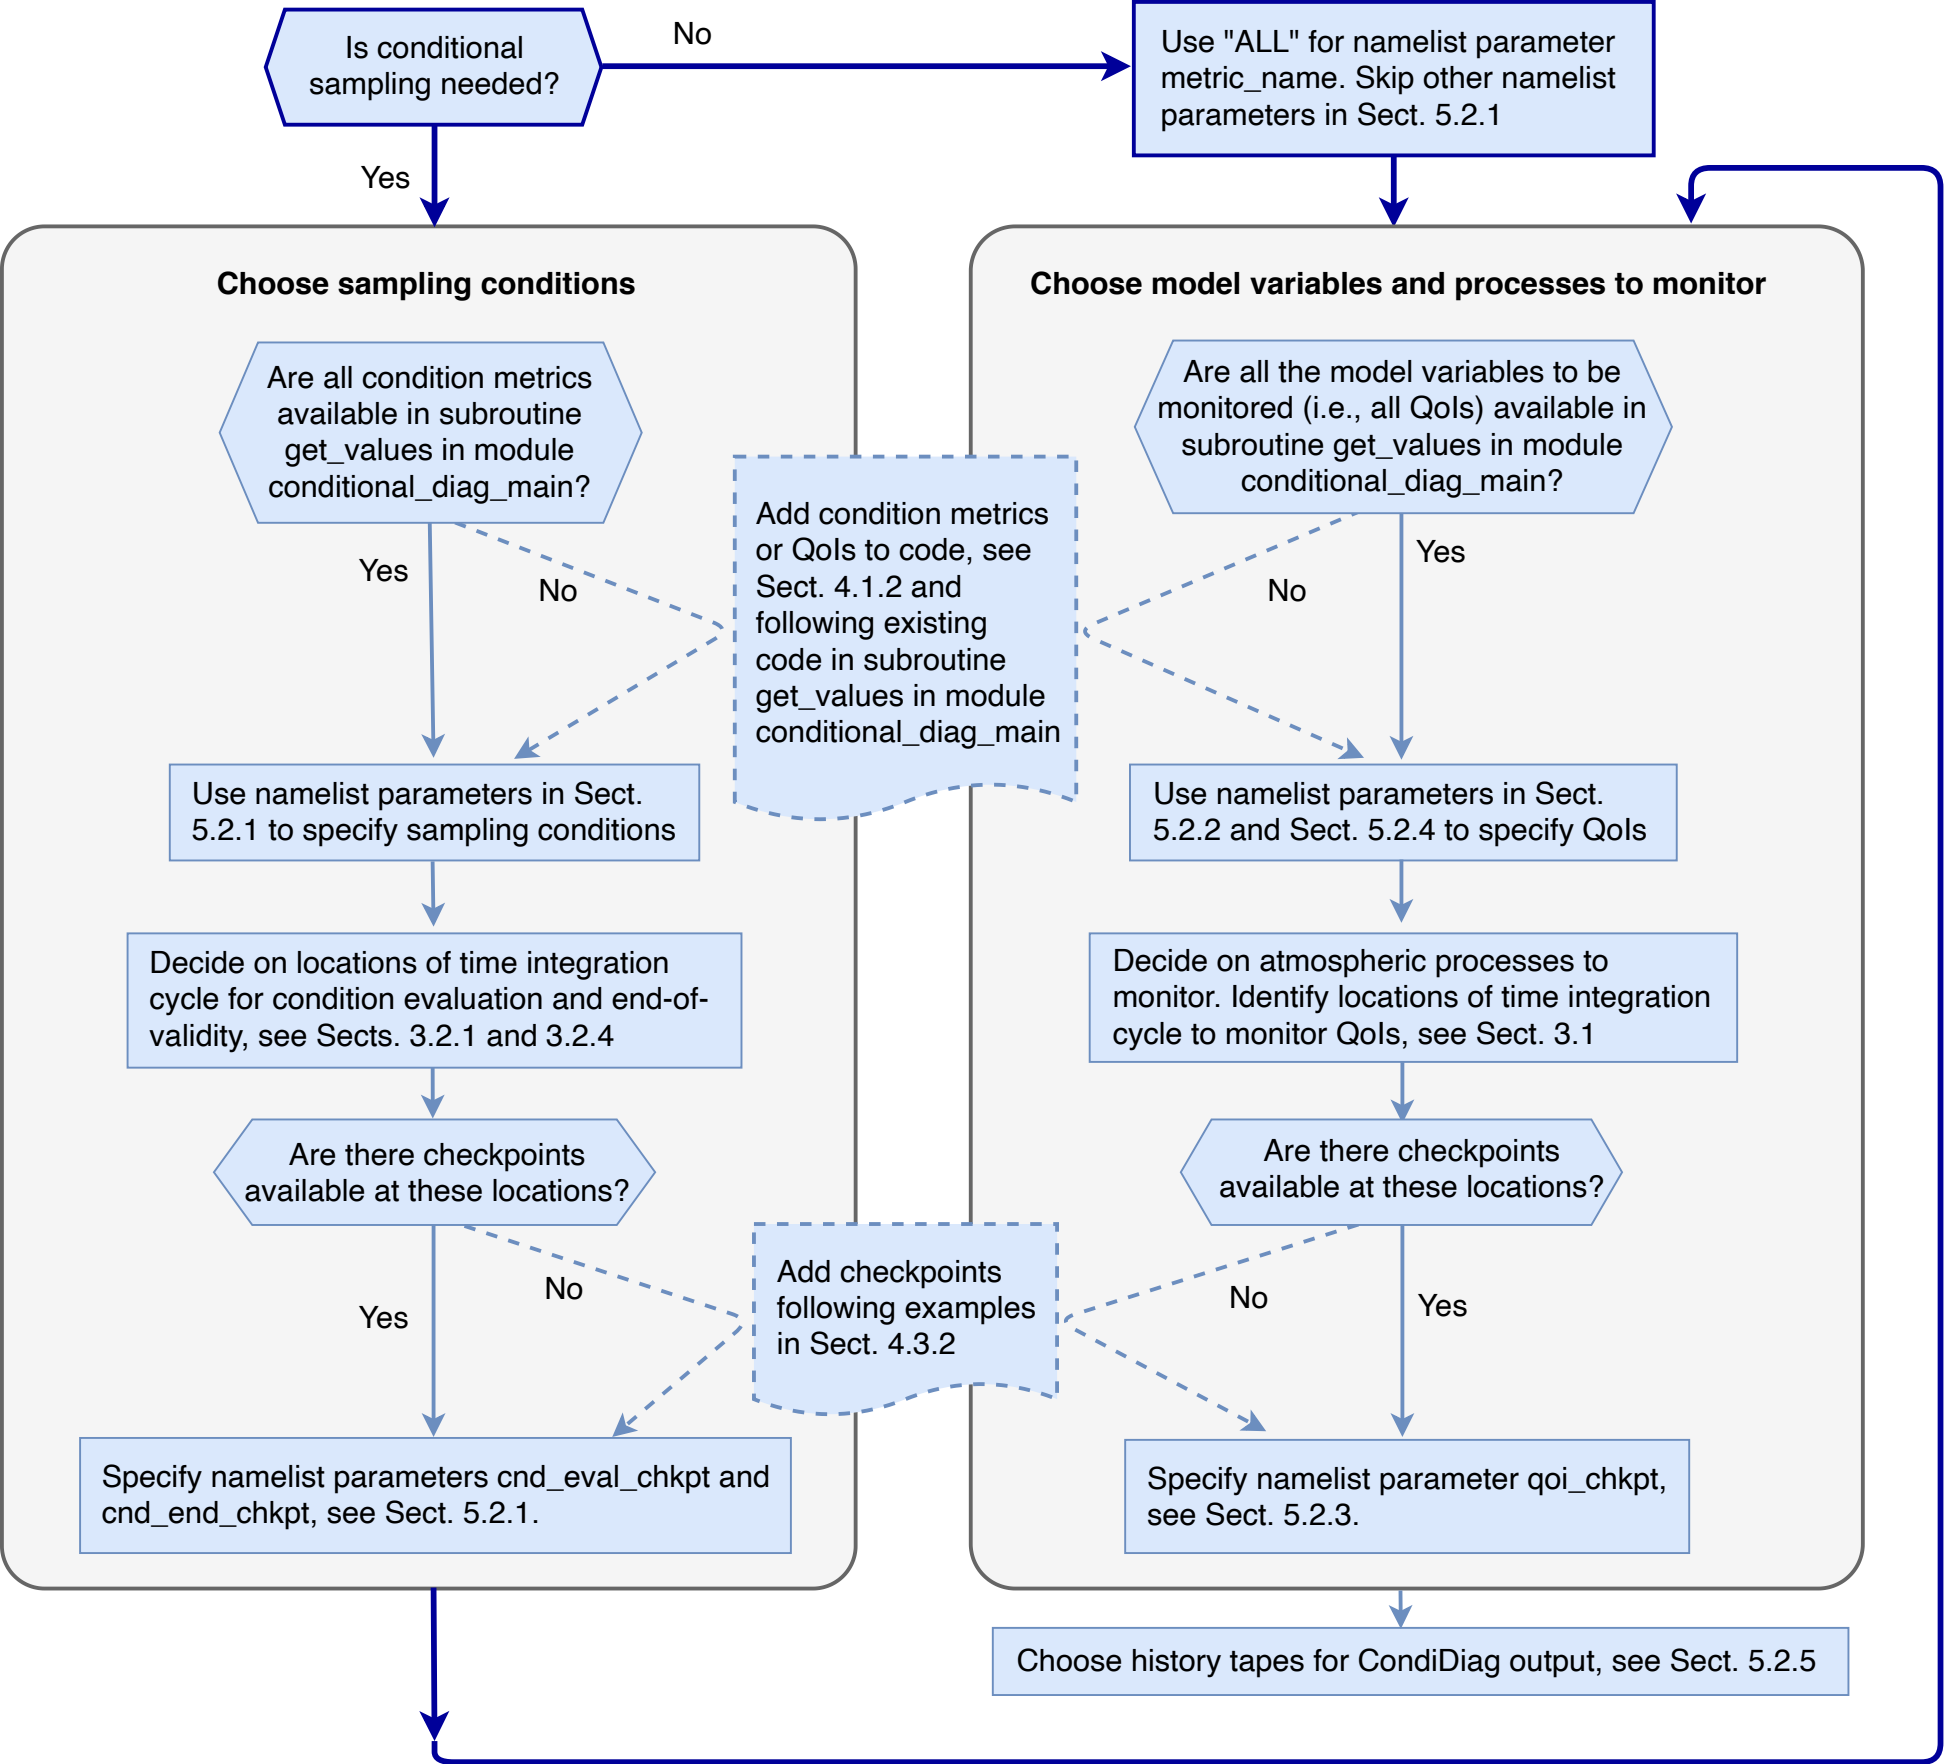 Is conditional
sampling needed?
No
Use "ALL" for namelist parameter
metric_name. Skip other namelist
parameters in Sect. 5.2.1
Yes
Choose sampling conditions
Are all condition metrics
available in subroutine
get_values in module
conditional_diag_main?
Yes
No
Use namelist parameters in Sect.
5.2.1 to specify sampling conditions
Decide on locations of time integration
cycle for condition evaluation and end-of-
validity, see Sects. 3.2.1 and 3.2.4
Are there checkpoints
available at these locations?
Yes
No
Specify namelist parameters cnd_eval_chkpt and
cnd_end_chkpt, see Sect. 5.2.1.
Add condition metrics
or QoIs to code, see
Sect. 4.1.2 and
following existing
code in subroutine
get_values in module
conditional_diag_main
Add checkpoints
following examples
in Sect. 4.3.2
Choose model variables and processes to monitor
Are all the model variables to be
monitored (i.e., all QoIs) available in
subroutine get_values in module
conditional_diag_main?
No
Yes
Use namelist parameters in Sect.
5.2.2 and Sect. 5.2.4 to specify QoIs
Decide on atmospheric processes to
monitor. Identify locations of time integration
cycle to monitor QoIs, see Sect. 3.1
Are there checkpoints
available at these locations?
No
Yes
Specify namelist parameter qoi_chkpt,
see Sect. 5.2.3.
Choose history tapes for CondiDiag output, see Sect. 5.2.5